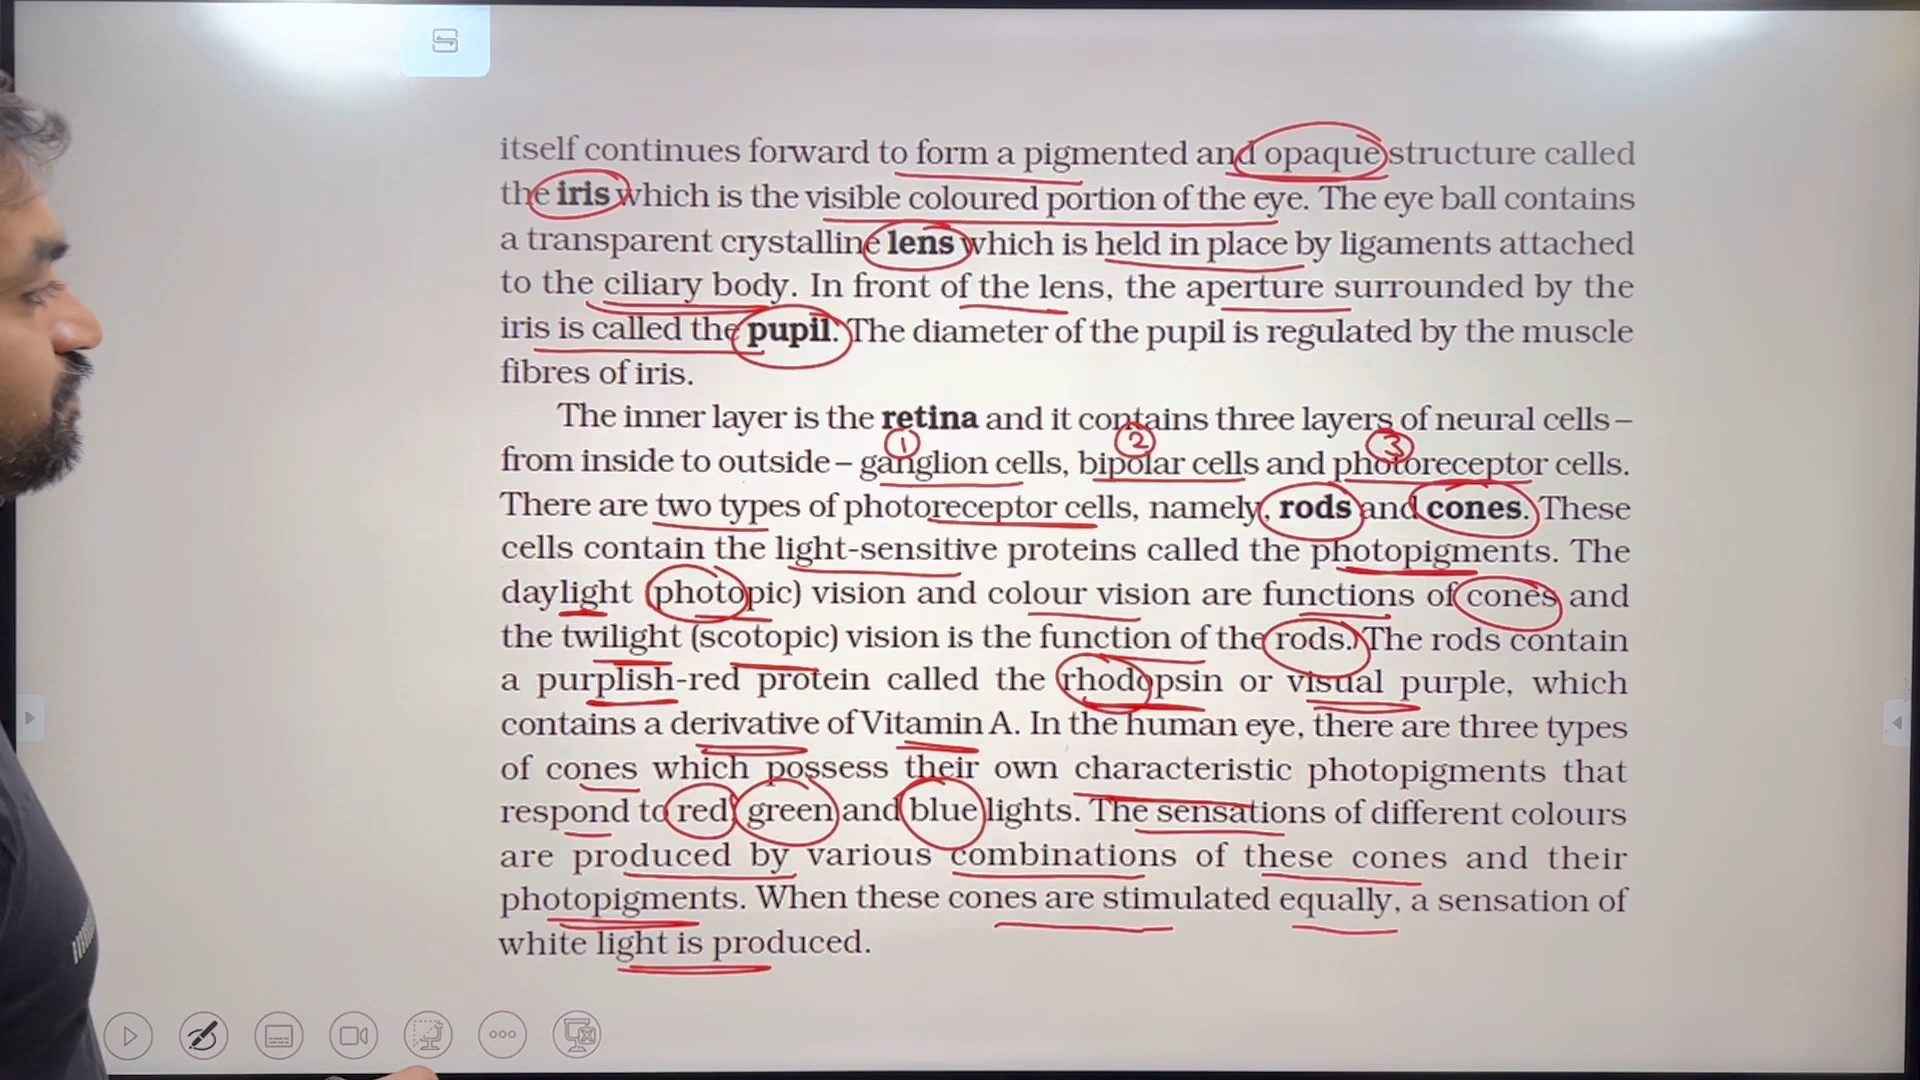 itself continues forward to form a pigmented and opaque structure called
the iris which is the visible coloured portion of the eye. The eye ball contains
a transparent crystalline lens which is held in place by ligaments attached
to the ciliary body. In front of the lens, the aperture surrounded by the
iris is called the pupil. The diameter of the pupil is regulated by the muscle
fibres of iris.
The inner layer is the retina and it contains three layers of neural cells –
1 2 3
from inside to outside – ganglion cells, bipolar cells and photoreceptor cells.
There are two types of photoreceptor cells, namely, rods and cones. These
cells contain the light-sensitive proteins called the photopigments. The
daylight (photopic) vision and colour vision are functions of cones and
the twilight (scotopic) vision is the function of the rods. The rods contain
a purplish-red protein called the rhodopsin or visual purple, which
contains a derivative of Vitamin A. In the human eye, there are three types
of cones which possess their own characteristic photopigments that
respond to red, green and blue lights. The sensations of different colours
are produced by various combinations of these cones and their
photopigments. When these cones are stimulated equally, a sensation of
white light is produced.